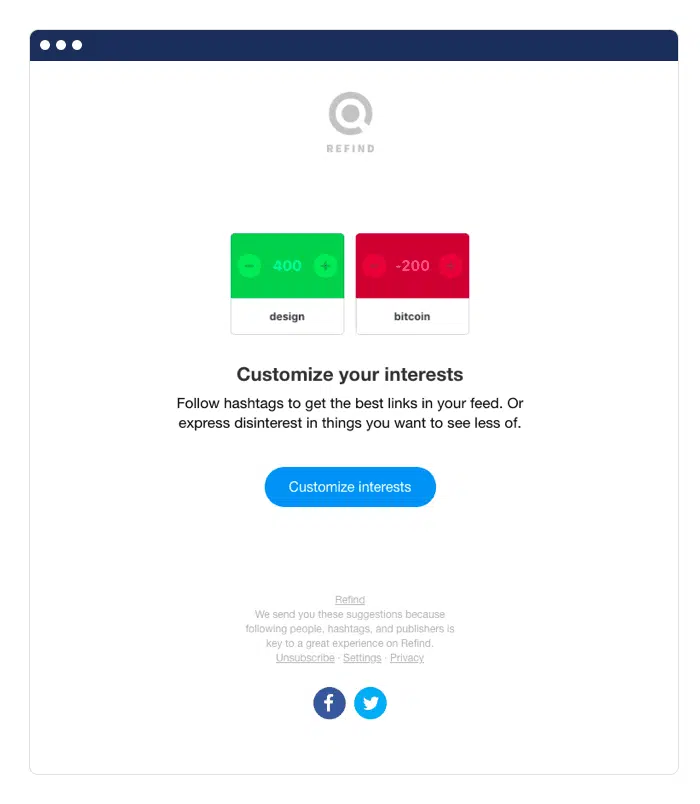 REFIND
− 400 + -200
design bitcoin
Customize your interests
Follow hashtags to get the best links in your feed. Or
express disinterest in things you want to see less of.
Customize interests
Refind
We send you these suggestions because
following people, hashtags, and publishers is
key to a great experience on Refind.
Unsubscribe · Settings · Privacy